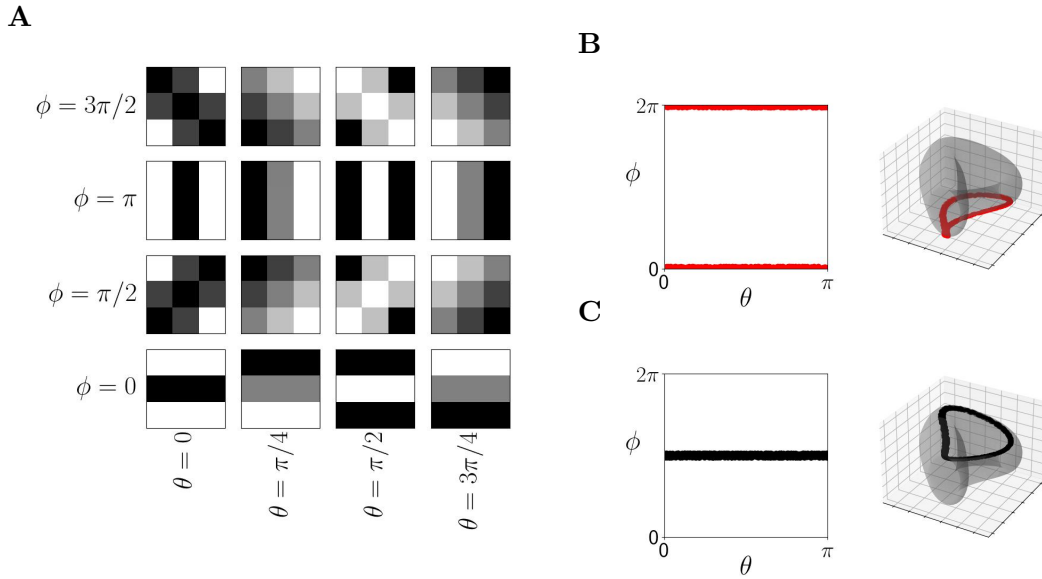 A
ϕ = 3π/2
ϕ = π
ϕ = π/2
ϕ = 0
θ = 0
θ = π/4
θ = π/2
θ = 3π/4
B
2π
ϕ
0
0
θ
π
C
2π
ϕ
0
0
θ
π